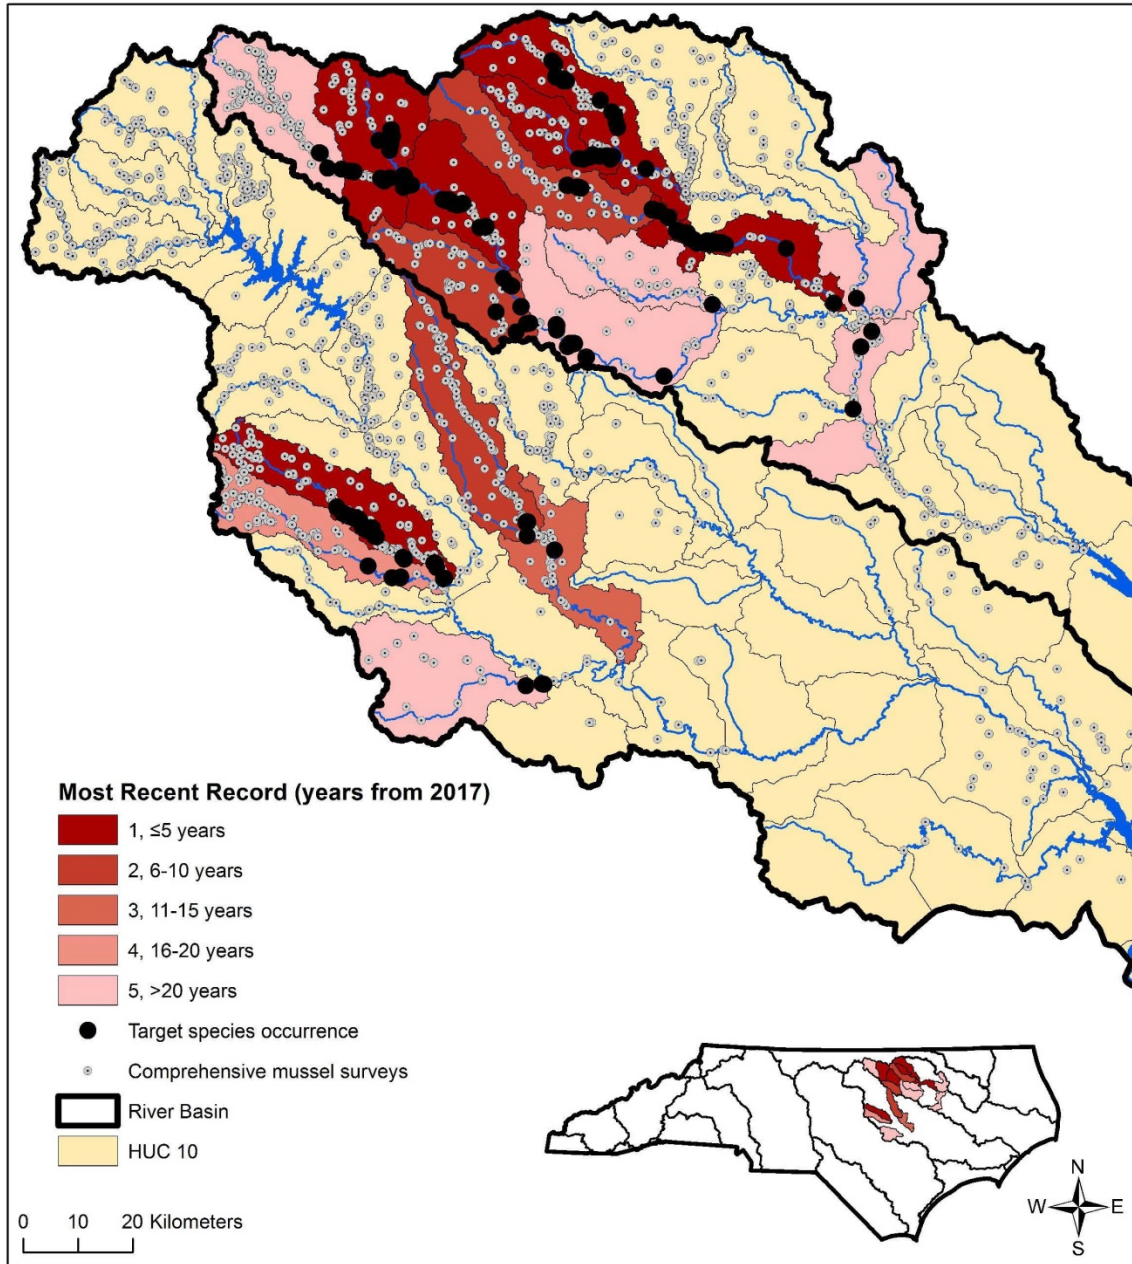 Most Recent Record (years from 2017)
1, ≤5 years
2, 6-10 years
3, 11-15 years
4, 16-20 years
5, >20 years
Target species occurrence
Comprehensive mussel surveys
River Basin
HUC 10
0 10 20 Kilometers
N
W E
S